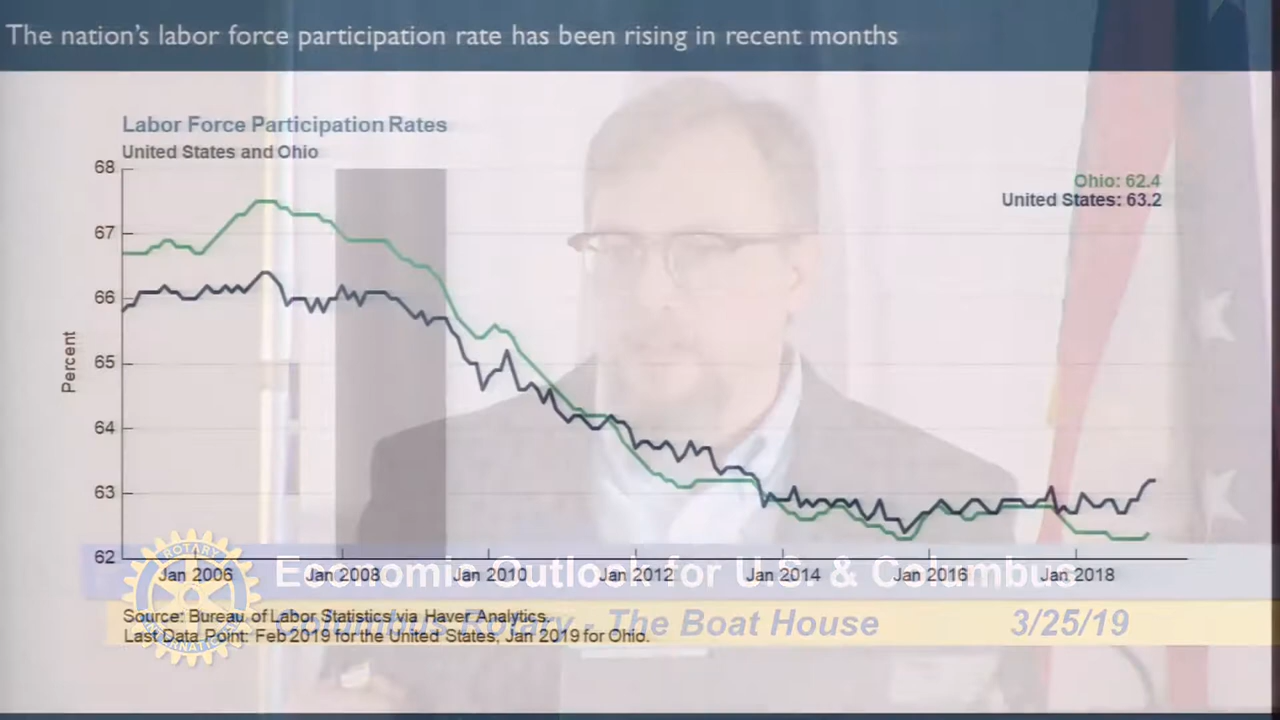 The nation's labor force participation rate has been rising in recent months
Labor Force Participation Rates
United States and Ohio
68
67
66
65
64
63
62
Percent
Ohio: 62.4
United States: 63.2
Jan 2006
Jan 2008
Jan 2010
Jan 2012
Jan 2014
Jan 2016
Jan 2018
Economic Outlook for U.S. & Columbus
Columbus Rotary - The Boat House
3/25/19
Source: Bureau of Labor Statistics via Haver Analytics.
Last Data Point: Feb 2019 for the United States, Jan 2019 for Ohio.
ROTARY
INTERNATIONAL